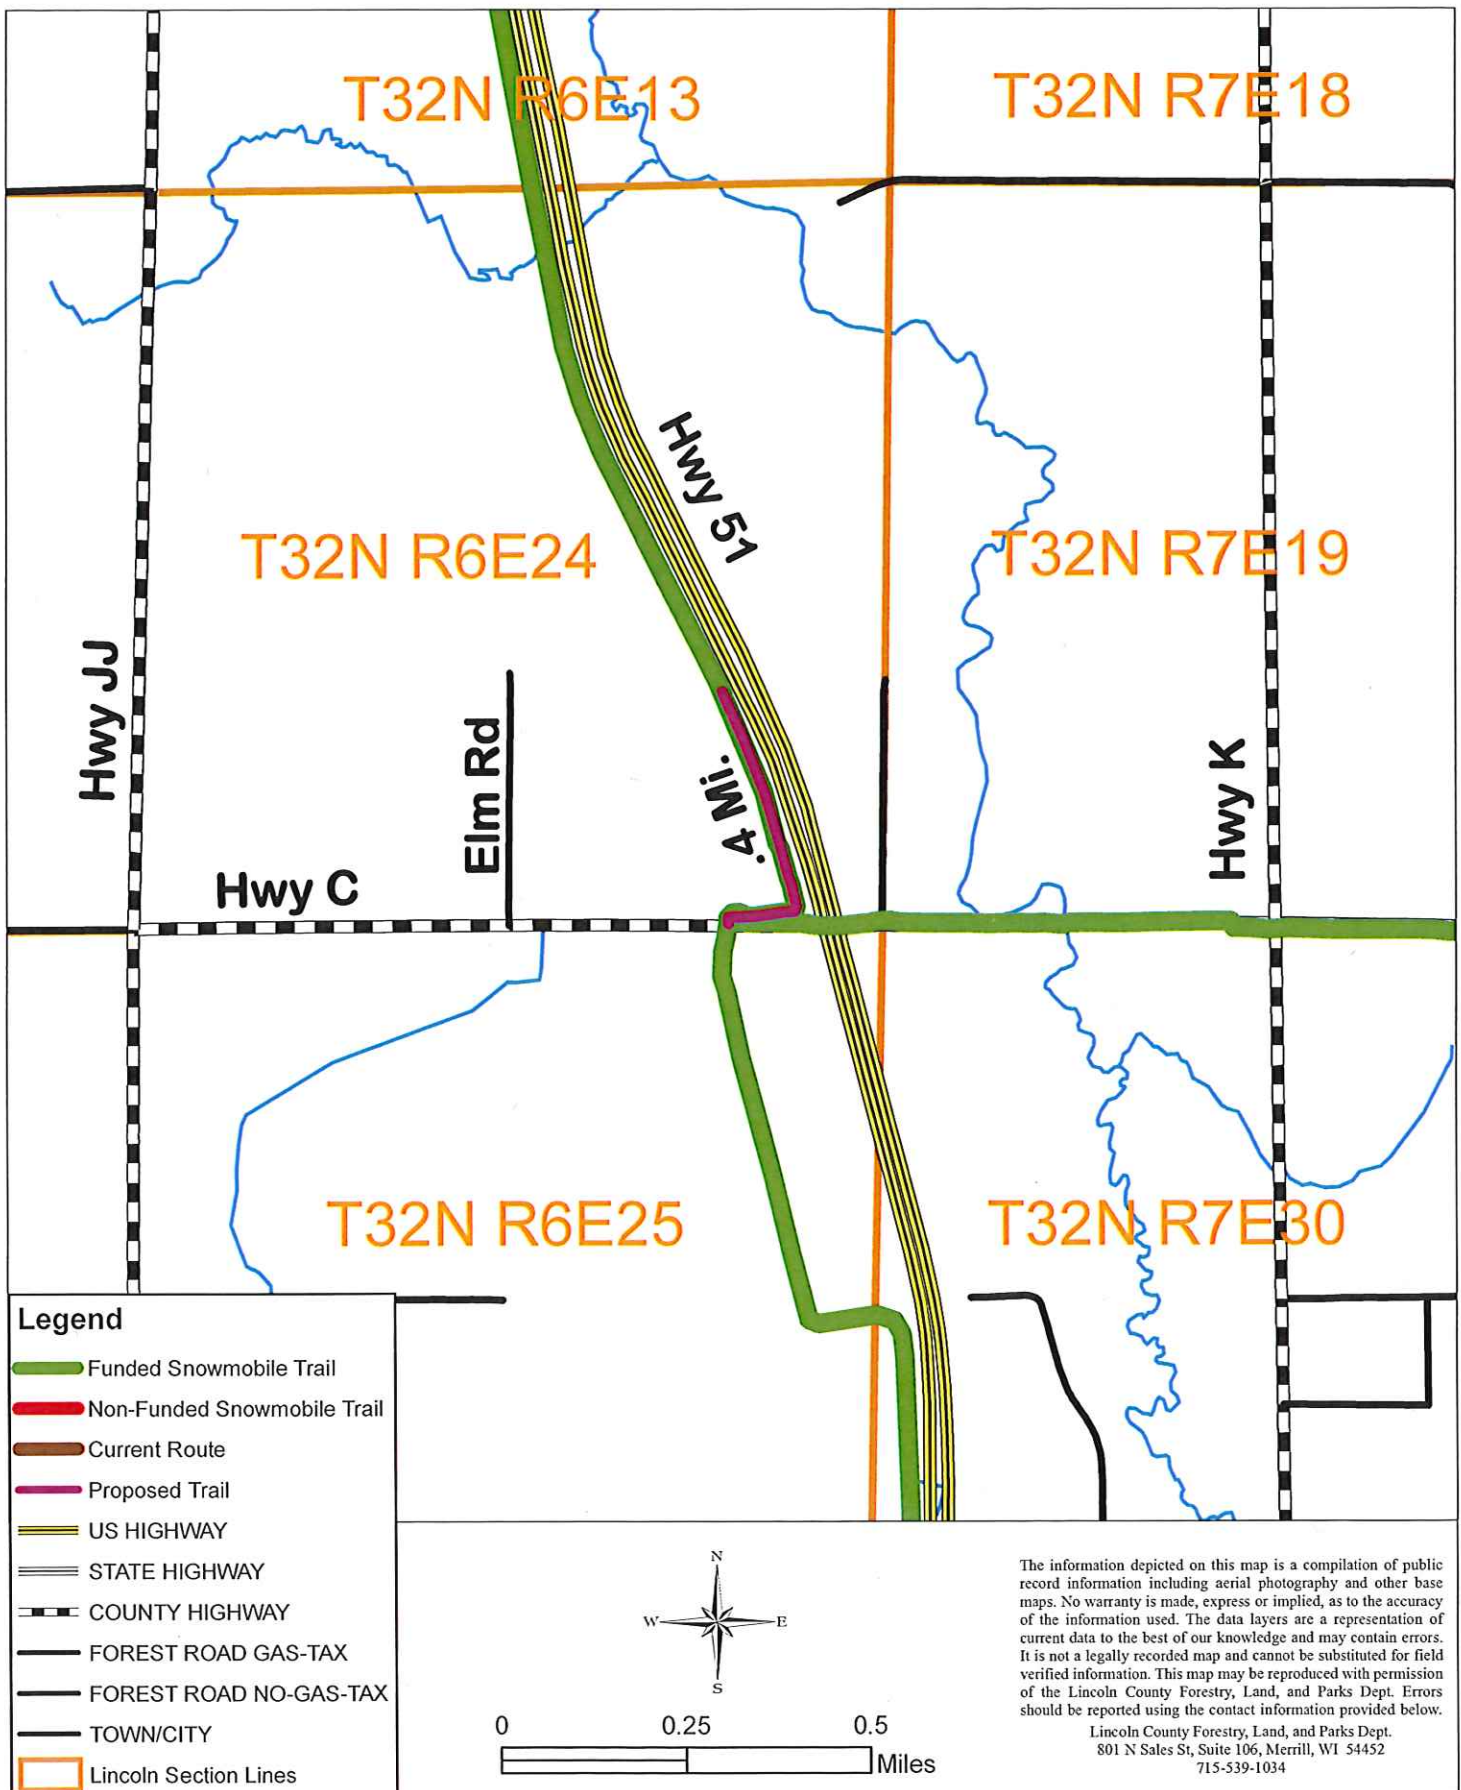 T32N R6E13
T32N R7E18
Hwy 51
T32N R6E24
T32N R7E19
Hwy JJ
Elm Rd
.4 Mi.
Hwy K
Hwy C
T32N R6E25
T32N R7E30
Legend
Funded Snowmobile Trail
Non-Funded Snowmobile Trail
Current Route
Proposed Trail
US HIGHWAY
STATE HIGHWAY
COUNTY HIGHWAY
FOREST ROAD GAS-TAX
FOREST ROAD NO-GAS-TAX
TOWN/CITY
Lincoln Section Lines
N
W E
S
0 0.25 0.5
Miles
The information depicted on this map is a compilation of public
record information including aerial photography and other base
maps. No warranty is made, express or implied, as to the accuracy
of the information used. The data layers are a representation of
current data to the best of our knowledge and may contain errors.
It is not a legally recorded map and cannot be substituted for field
verified information. This map may be reproduced with permission
of the Lincoln County Forestry, Land, and Parks Dept. Errors
should be reported using the contact information provided below.
Lincoln County Forestry, Land, and Parks Dept.
801 N Sales St, Suite 106, Merrill, WI 54452
715-539-1034